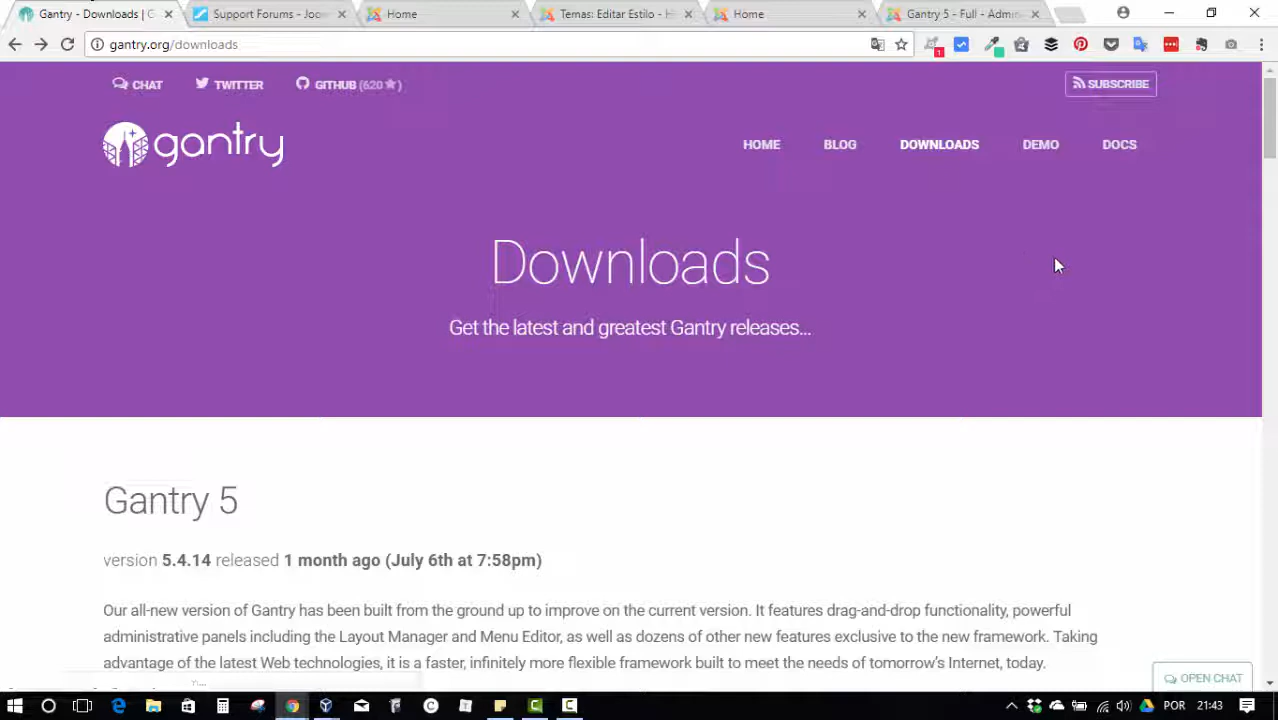 Gantry - Downloads | G
Support Forums - Joo
Home
Temas: Editar Estilo - H
Home
Gantry 5 - Full - Admin
gantry.org/downloads
1
CHAT
TWITTER
GITHUB (620★)
SUBSCRIBE
gantry
HOME
BLOG
DOWNLOADS
DEMO
DOCS
Downloads
Get the latest and greatest Gantry releases...
Gantry 5
version 5.4.14 released 1 month ago (July 6th at 7:58pm)
Our all-new version of Gantry has been built from the ground up to improve on the current version. It features drag-and-drop functionality, powerful
administrative panels including the Layout Manager and Menu Editor, as well as dozens of other new features exclusive to the new framework. Taking
advantage of the latest Web technologies, it is a faster, infinitely more flexible framework built to meet the needs of tomorrow's Internet, today.
OPEN CHAT
POR
21:43